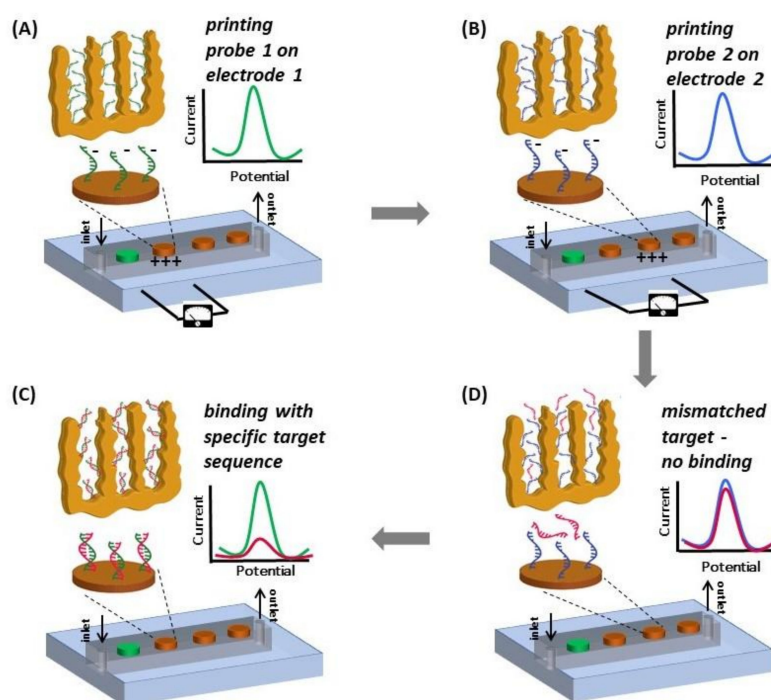 (A)
printing
probe 1 on
electrode 1
-
-
-
Current
Potential
inlet
outlet
+++
(B)
printing
probe 2 on
electrode 2
-
-
-
Current
Potential
inlet
outlet
+++
(C)
binding with
specific target
sequence
Current
Potential
inlet
outlet
(D)
mismatched
target -
no binding
Current
Potential
inlet
outlet